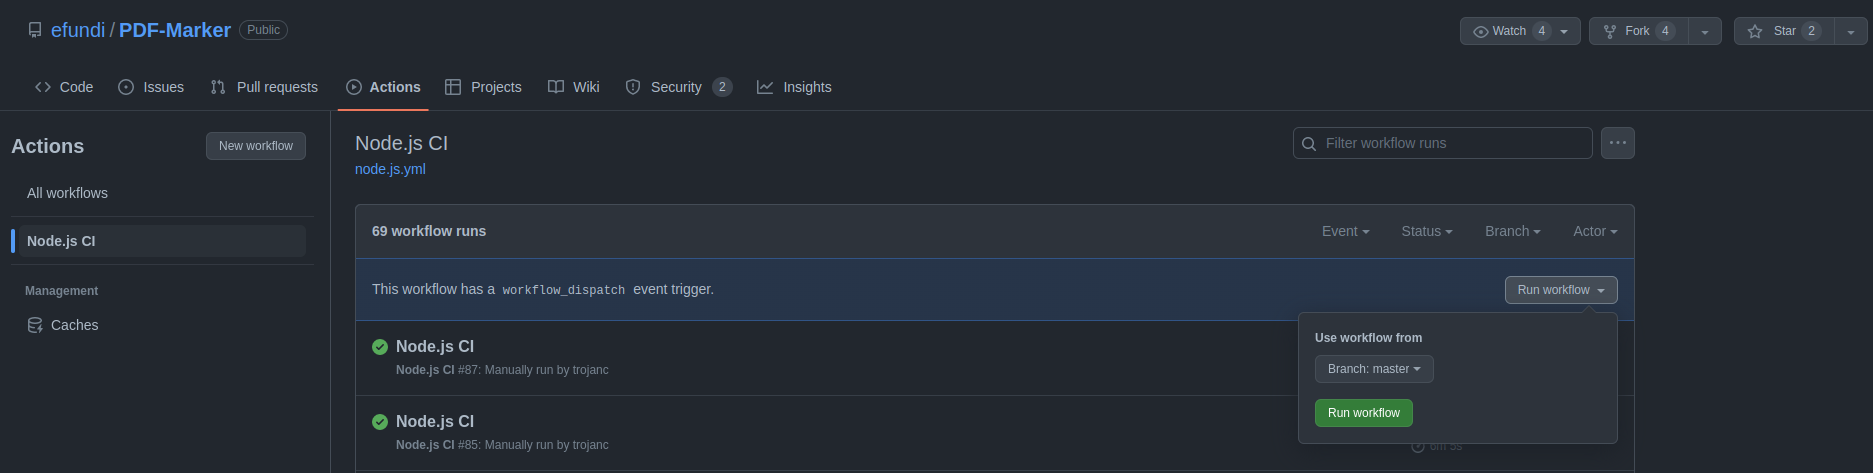 efundi / PDF-Marker Public
Watch 4 Fork 4 Star 2
Code Issues Pull requests Actions Projects Wiki Security 2 Insights
Actions New workflow
All workflows
Node.js CI
Management
Caches
Node.js CI
node.js.yml
Filter workflow runs
69 workflow runs Event Status Branch Actor
This workflow has a workflow_dispatch event trigger. Run workflow
Use workflow from
Branch: master
Run workflow
Node.js CI
Node.js CI #87: Manually run by trojanc
Node.js CI
Node.js CI #85: Manually run by trojanc
6m 5s